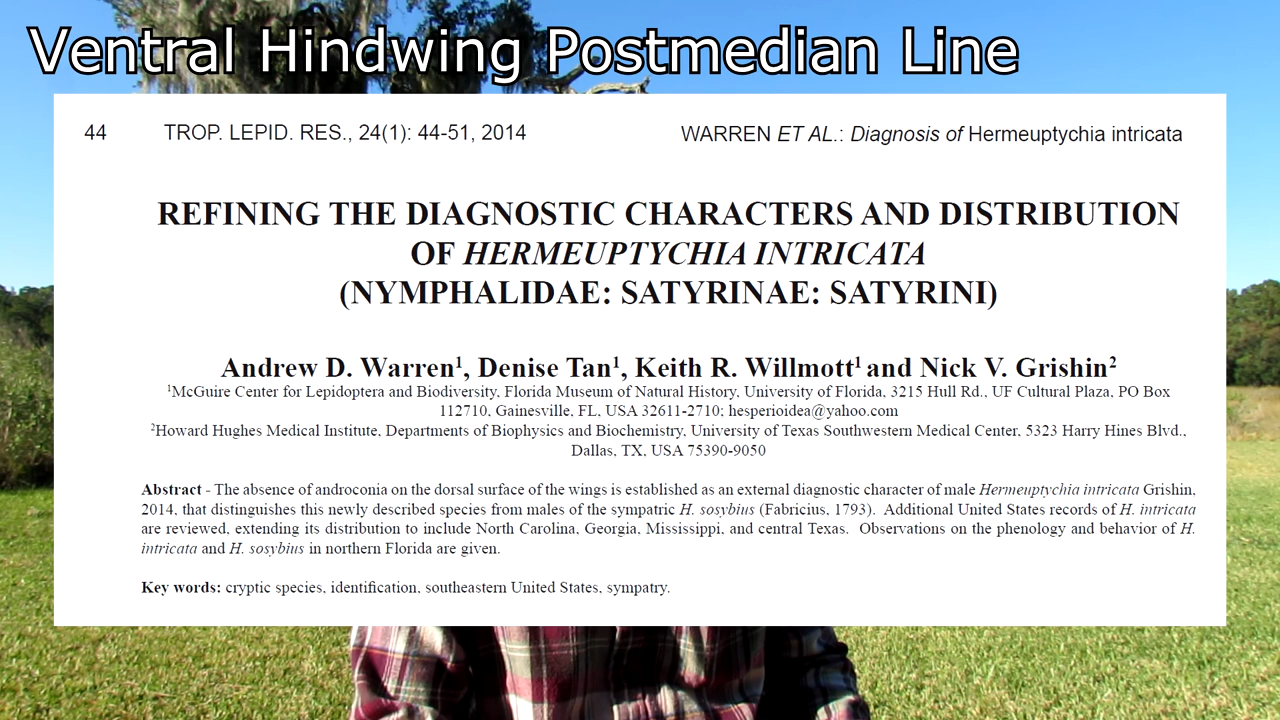 Ventral Hindwing Postmedian Line
44 TROP. LEPID. RES., 24(1): 44-51, 2014 WARREN ET AL.: Diagnosis of Hermeuptychia intricata
REFINING THE DIAGNOSTIC CHARACTERS AND DISTRIBUTION
OF HERMEUPTYCHIA INTRICATA
(NYMPHALIDAE: SATYRINAE: SATYRINI)
Andrew D. Warren¹, Denise Tan¹, Keith R. Willmott¹ and Nick V. Grishin²
¹McGuire Center for Lepidoptera and Biodiversity, Florida Museum of Natural History, University of Florida, 3215 Hull Rd., UF Cultural Plaza, PO Box
112710, Gainesville, FL, USA 32611-2710; hesperioidea@yahoo.com
²Howard Hughes Medical Institute, Departments of Biophysics and Biochemistry, University of Texas Southwestern Medical Center, 5323 Harry Hines Blvd.,
Dallas, TX, USA 75390-9050
Abstract - The absence of androconia on the dorsal surface of the wings is established as an external diagnostic character of male Hermeuptychia intricata Grishin,
2014, that distinguishes this newly described species from males of the sympatric H. sosybius (Fabricius, 1793). Additional United States records of H. intricata
are reviewed, extending its distribution to include North Carolina, Georgia, Mississippi, and central Texas. Observations on the phenology and behavior of H.
intricata and H. sosybius in northern Florida are given.
Key words: cryptic species, identification, southeastern United States, sympatry.